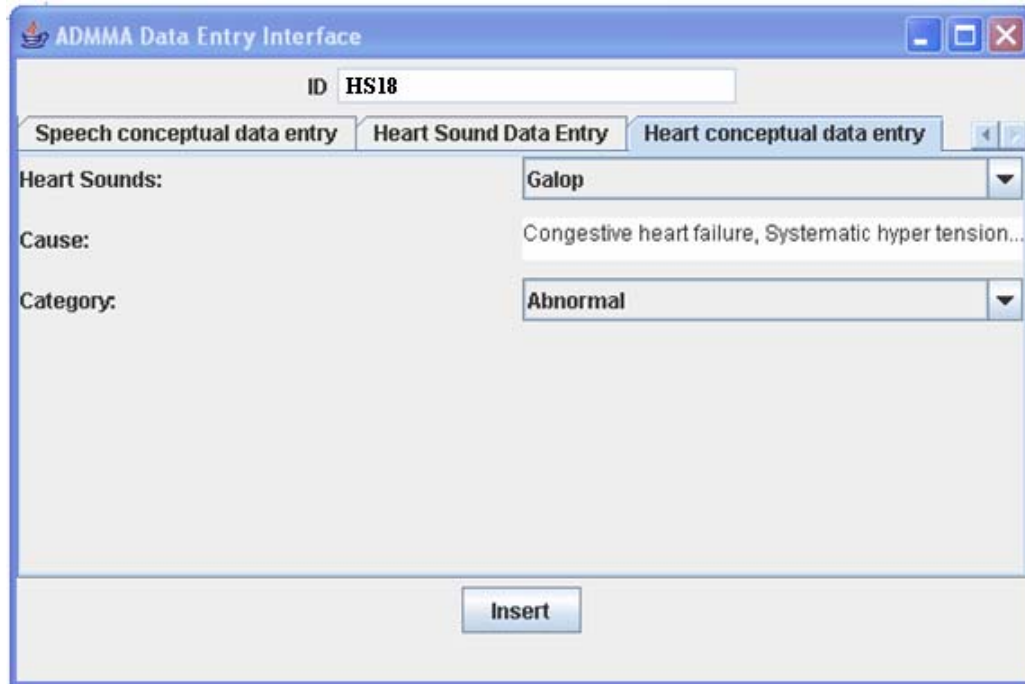 ADMMA Data Entry Interface
ID HS18
Speech conceptual data entry Heart Sound Data Entry Heart conceptual data entry
Heart Sounds: Galop
Cause: Congestive heart failure, Systematic hyper tension...
Category: Abnormal
Insert